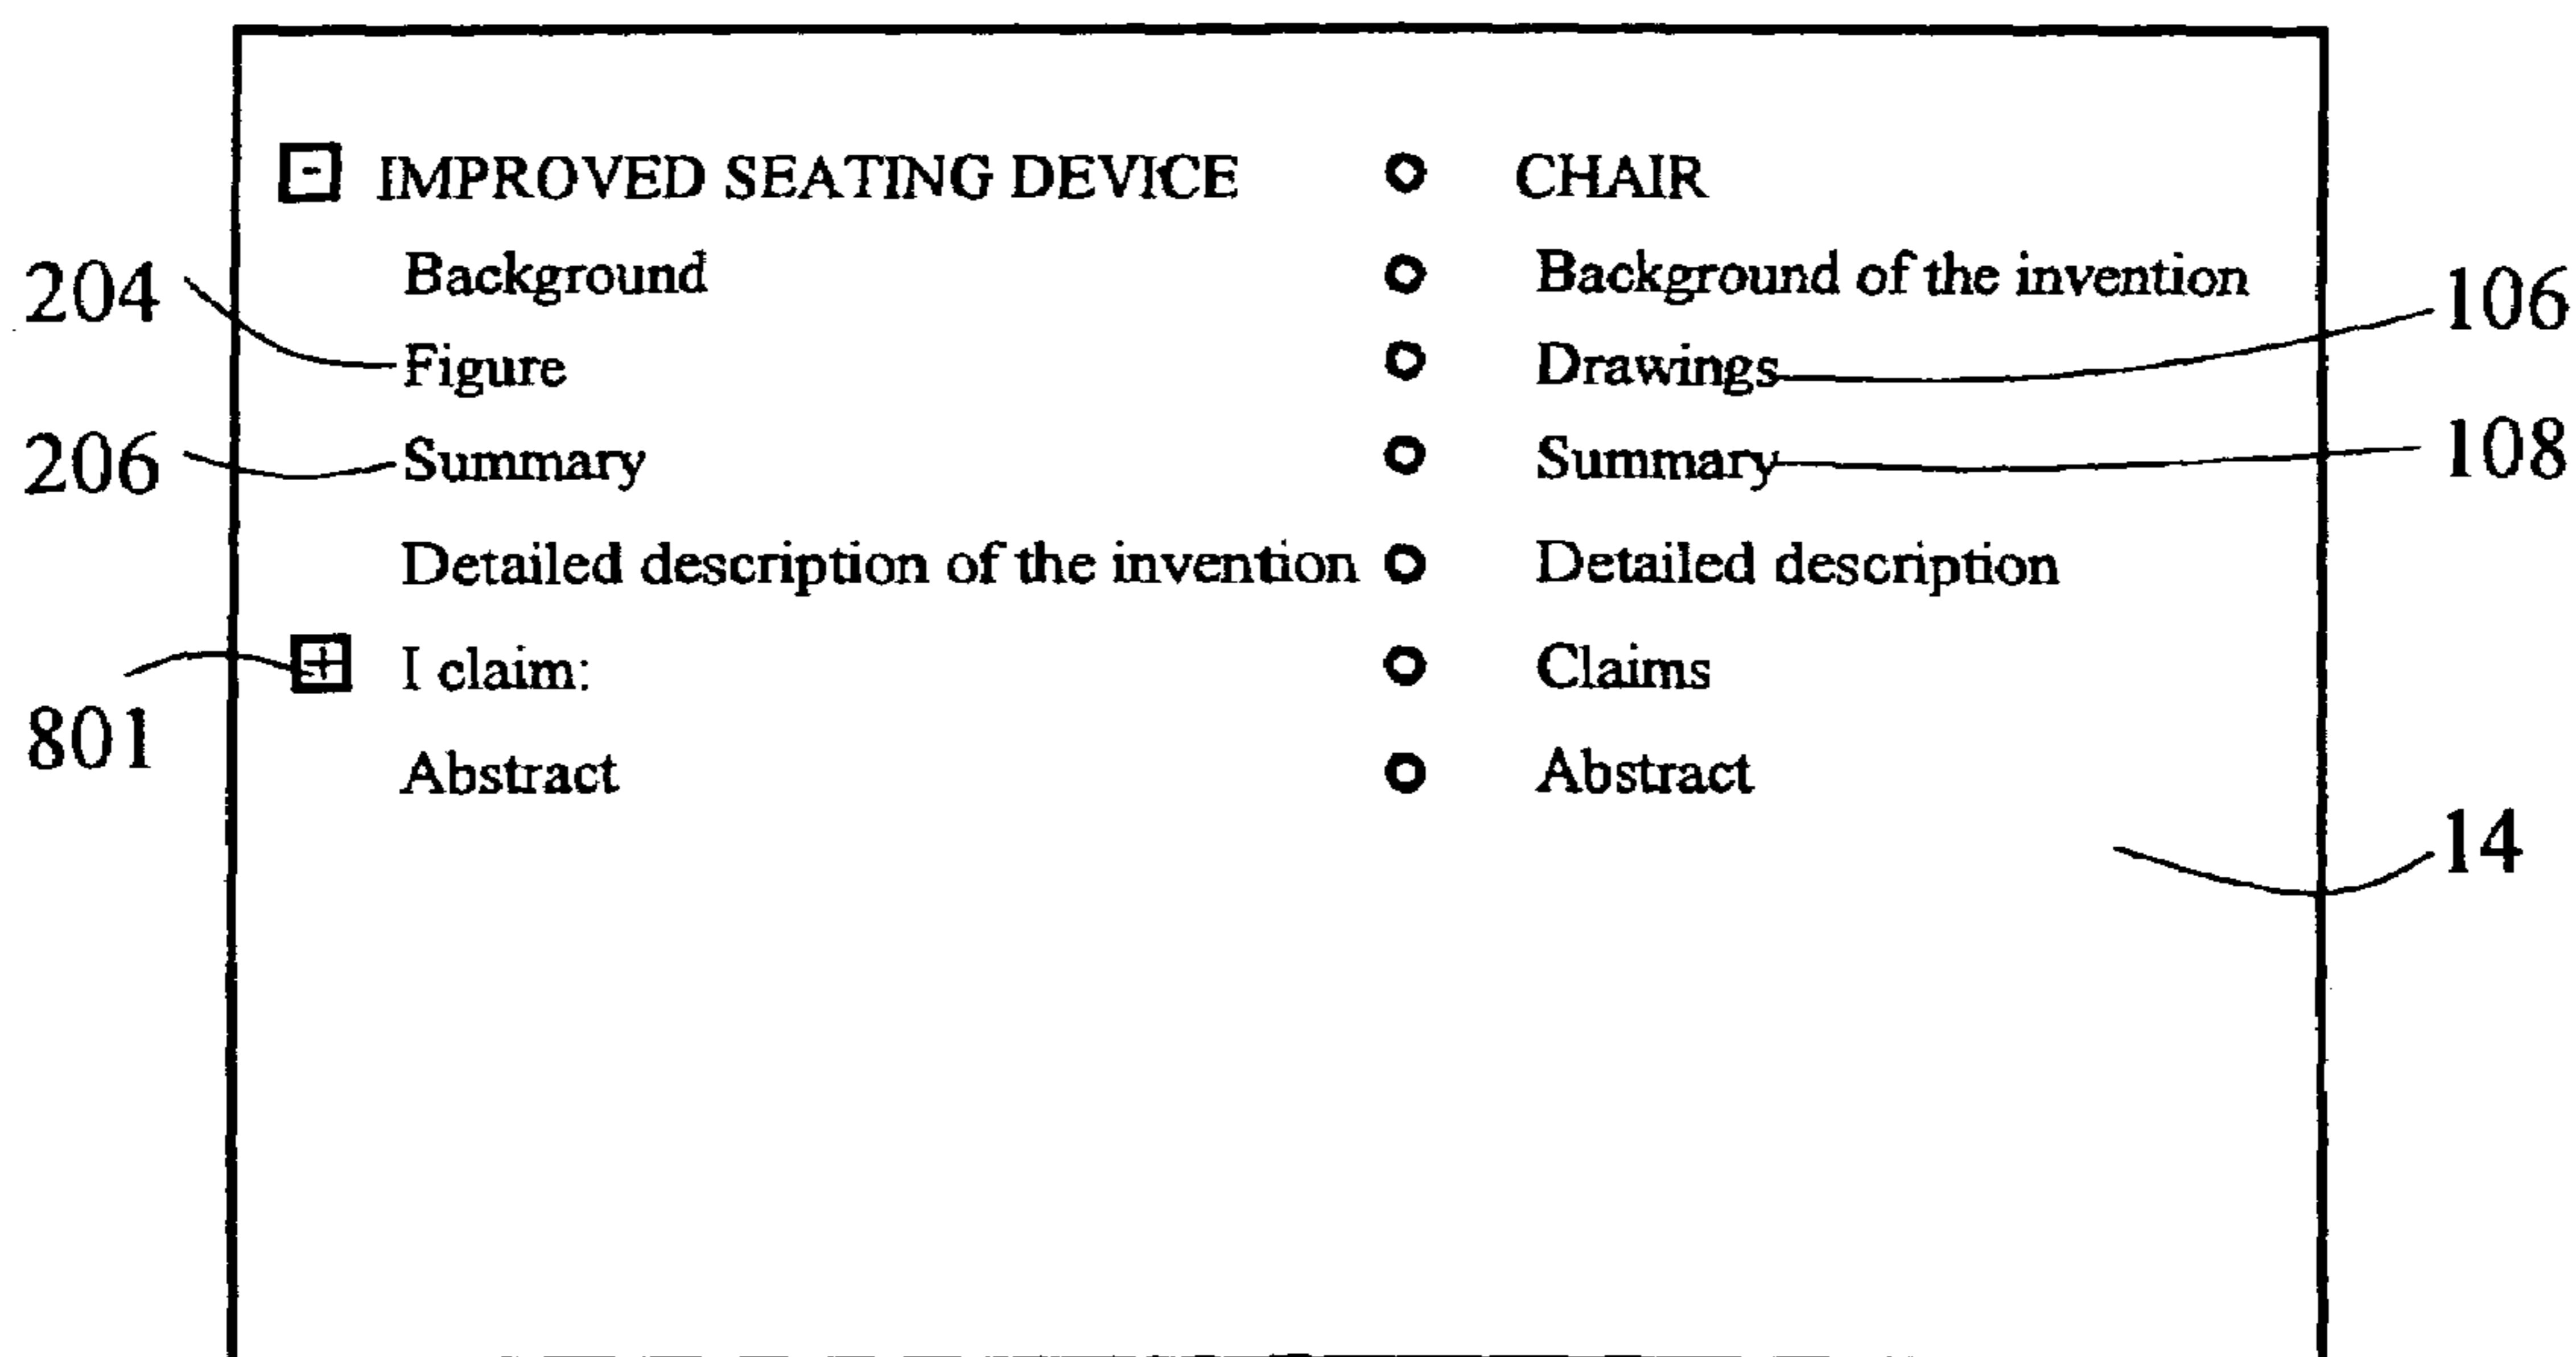 - IMPROVED SEATING DEVICE CHAIR
204 Background Background of the invention 106
Figure Drawings
206 Summary Summary 108
Detailed description of the invention Detailed description
+ I claim: Claims
801 Abstract Abstract
14